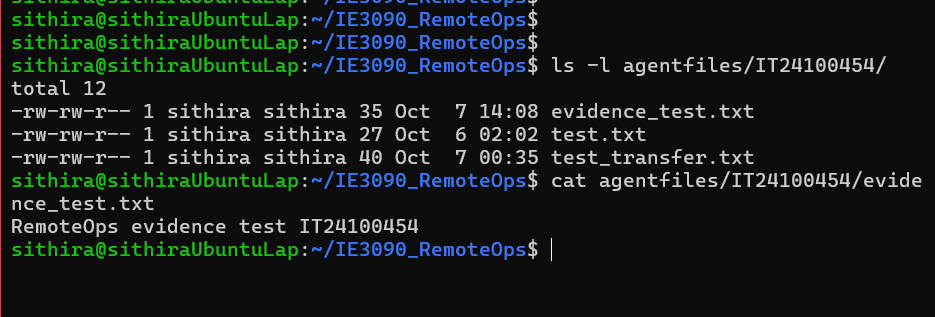 sithira@sithiraUbuntuLap:~/IE3090_RemoteOps$
sithira@sithiraUbuntuLap:~/IE3090_RemoteOps$
sithira@sithiraUbuntuLap:~/IE3090_RemoteOps$ ls -l agentfiles/IT24100454/
total 12
-rw-rw-r-- 1 sithira sithira 35 Oct  7 14:08 evidence_test.txt
-rw-rw-r-- 1 sithira sithira 27 Oct  6 02:02 test.txt
-rw-rw-r-- 1 sithira sithira 40 Oct  7 00:35 test_transfer.txt
sithira@sithiraUbuntuLap:~/IE3090_RemoteOps$ cat agentfiles/IT24100454/evide
nce_test.txt
RemoteOps evidence test IT24100454
sithira@sithiraUbuntuLap:~/IE3090_RemoteOps$